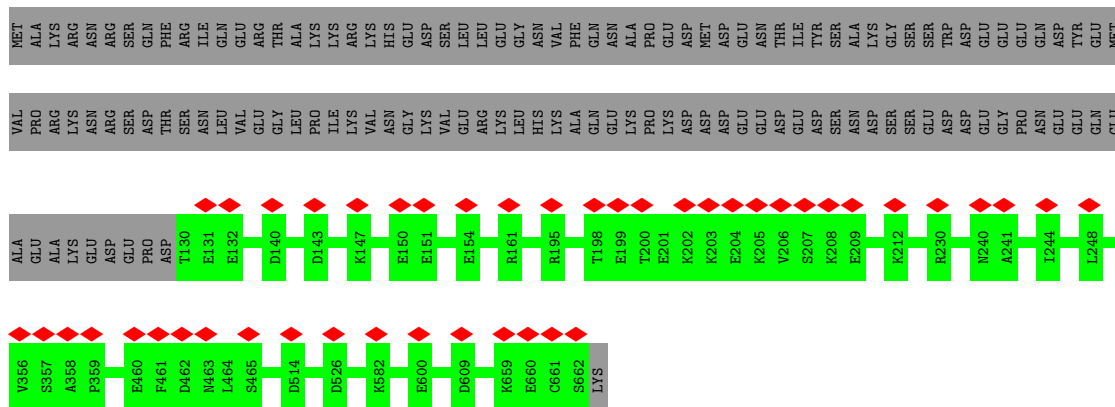 MET ALA LYS ARG ASN ARG SER GLN PHE ARG ILE GLN GLU ARG THR ALA LYS LYS ARG LYS HIS GLU ASP SER LEU LEU GLU GLY ASN VAL PHE GLN ASN ALA PRO GLU ASP MET ASP GLU ASN THR ILE TYR SER ALA LYS GLY SER SER TRP ASP ASP GLU GLU GLN ASP TYR GLU MET
VAL PRO ARG LYS ASN ARG SER ASP THR SER ASN LEU VAL GLU GLY LEU PRO ILE LYS VAL ASN GLY LYS VAL GLU ARG LYS LEU HIS LYS ALA GLN GLU LYS PRO LYS ASP ASP ASP GLU GLU ASP GLU ASP SER ASN ASP SER SER GLU ASP ASP GLU GLY PRO ASN GLU GLU GLN GLU
ALA GLU ALA LYS GLU ASP GLU PRO ASP T130 E131 E132 D140 D143 K147 E150 E151 E154 R161 R195 T198 E199 T200 E201 K202 K203 E204 K205 V206 S207 K208 E209 K212 R230 N240 A241 I244 L248
V356 S357 A358 P359 E460 F461 D462 N463 L464 S465 D514 D526 K582 E600 D609 K659 E660 C661 S662 LYS